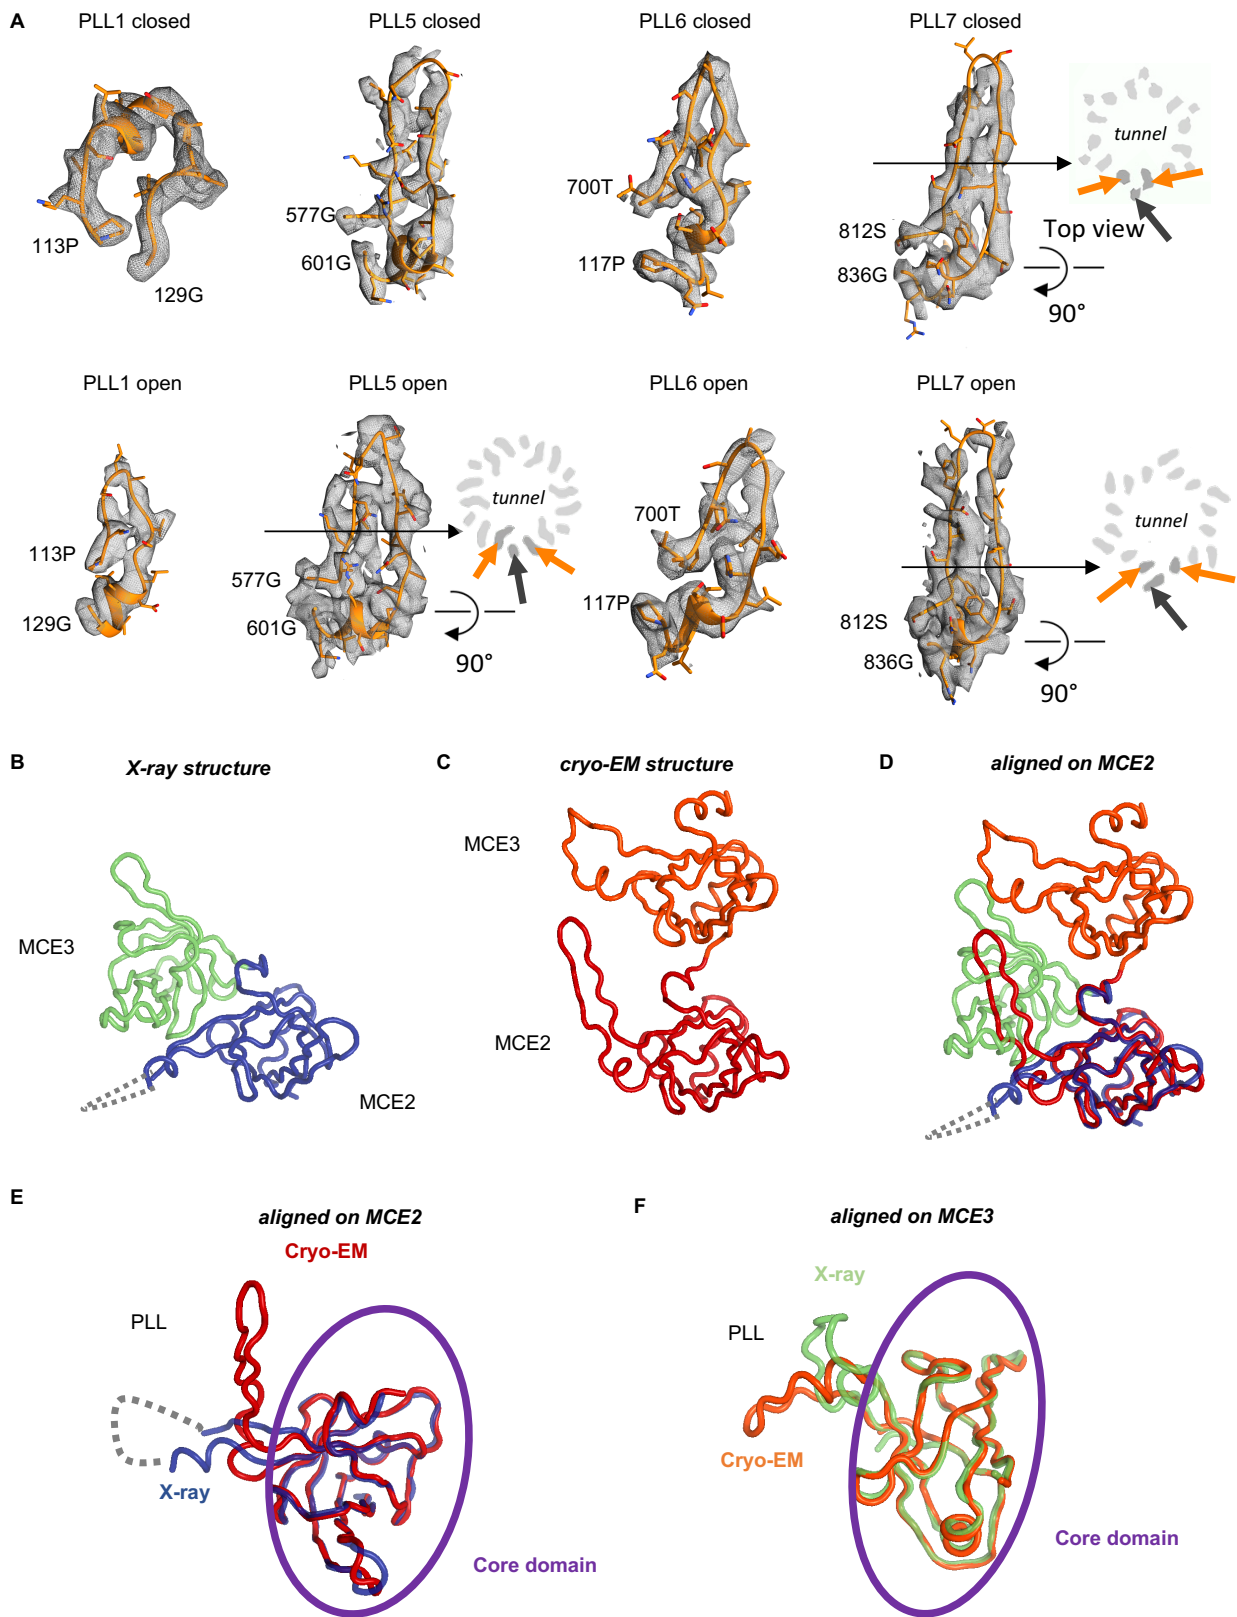 A
PLL1 closed
PLL5 closed
PLL6 closed
PLL7 closed
113P
129G
577G
601G
700T
117P
812S
836G
tunnel
Top view
90°
PLL1 open
PLL5 open
PLL6 open
PLL7 open
113P
129G
577G
601G
tunnel
90°
700T
117P
812S
836G
tunnel
90°
B
X-ray structure
MCE3
MCE2
C
cryo-EM structure
MCE3
MCE2
D
aligned on MCE2
E
aligned on MCE2
Cryo-EM
PLL
X-ray
Core domain
F
aligned on MCE3
X-ray
PLL
Cryo-EM
Core domain